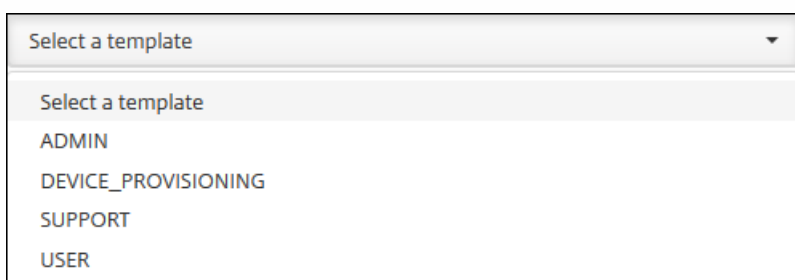 Select a template
Select a template
ADMIN
DEVICE_PROVISIONING
SUPPORT
USER